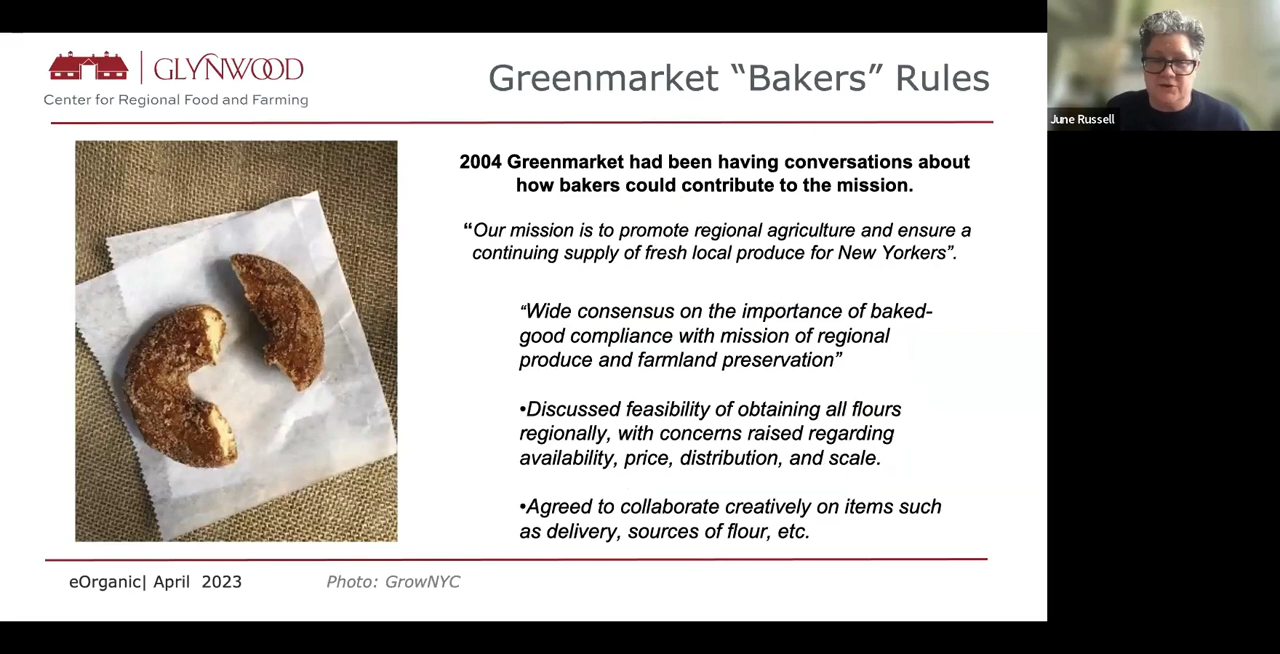 GLYNWOOD
Center for Regional Food and Farming
Greenmarket “Bakers” Rules
June Russell
2004 Greenmarket had been having conversations about
how bakers could contribute to the mission.
“Our mission is to promote regional agriculture and ensure a
continuing supply of fresh local produce for New Yorkers”.
“Wide consensus on the importance of baked-
good compliance with mission of regional
produce and farmland preservation”
•Discussed feasibility of obtaining all flours
regionally, with concerns raised regarding
availability, price, distribution, and scale.
•Agreed to collaborate creatively on items such
as delivery, sources of flour, etc.
eOrganic| April 2023
Photo: GrowNYC